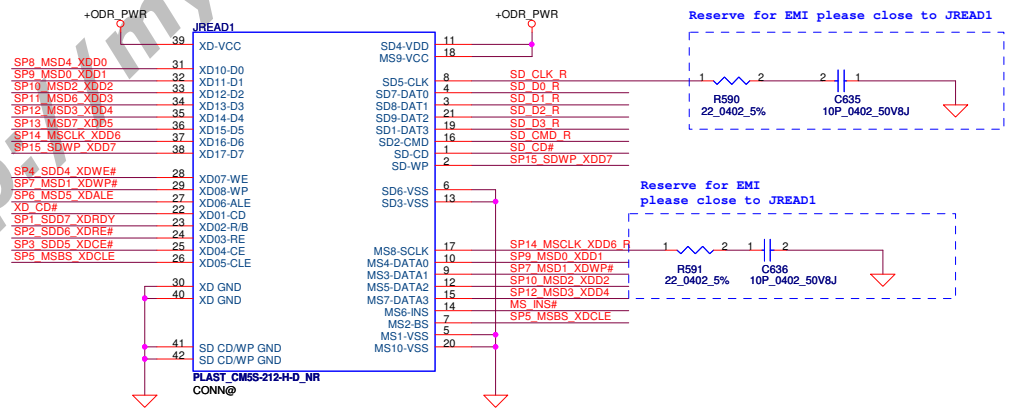 +ODR_PWR
+ODR_PWR
Reserve for EMI please close to JREAD1
JREAD1
39 XD-VCC
SD4-VDD 11
MS9-VCC 18
SP8_MSD4_XDD0 31 XD10-D0
SP9_MSD0_XDD1 32 XD11-D1
SP10_MSD2_XDD2 33 XD12-D2
SP11_MSD6_XDD3 34 XD13-D3
SP12_MSD3_XDD4 35 XD14-D4
SP13_MSD7_XDD5 36 XD15-D5
SP14_MSCLK_XDD6 37 XD16-D6
SP15_SDWP_XDD7 38 XD17-D7
SD5-CLK 8 SD_CLK_R
SD7-DAT0 4 SD_D0_R
SD8-DAT1 3 SD_D1_R
SD9-DAT2 21 SD_D2_R
SD1-DAT3 19 SD_D3_R
SD2-CMD 16 SD_CMD_R
SD-CD 1 SD_CD#
SD-WP 2 SP15_SDWP_XDD7
1 2 2 1
R590 C635
22_0402_5% 10P_0402_50V8J
SP4_SDD4_XDWE# 28 XD07-WE
SP7_MSD1_XDWP# 29 XD08-WP
SP6_MSD5_XDALE 27 XD06-ALE
XD_CD# 22 XD01-CD
SP1_SDD7_XDRDY 23 XD02-R/B
SP2_SDD6_XDRE# 24 XD03-RE
SP3_SDD5_XDCE# 25 XD04-CE
SP5_MSBS_XDCLE 26 XD05-CLE
SD6-VSS 6
SD3-VSS 13
Reserve for EMI
please close to JREAD1
MS8-SCLK 17 SP14_MSCLK_XDD6_R
MS4-DATA0 10 SP9_MSD0_XDD1
MS3-DATA1 9 SP7_MSD1_XDWP#
MS5-DATA2 12 SP10_MSD2_XDD2
MS7-DATA3 15 SP12_MSD3_XDD4
MS6-INS 14 MS_INS#
MS2-BS 7 SP5_MSBS_XDCLE
MS1-VSS 5
MS10-VSS 20
1 2 1 2
R591 C636
22_0402_5% 10P_0402_50V8J
30 XD GND
40 XD GND
41 SD CD/WP GND
42 SD CD/WP GND
PLAST_CM5S-212-H-D_NR
CONN@